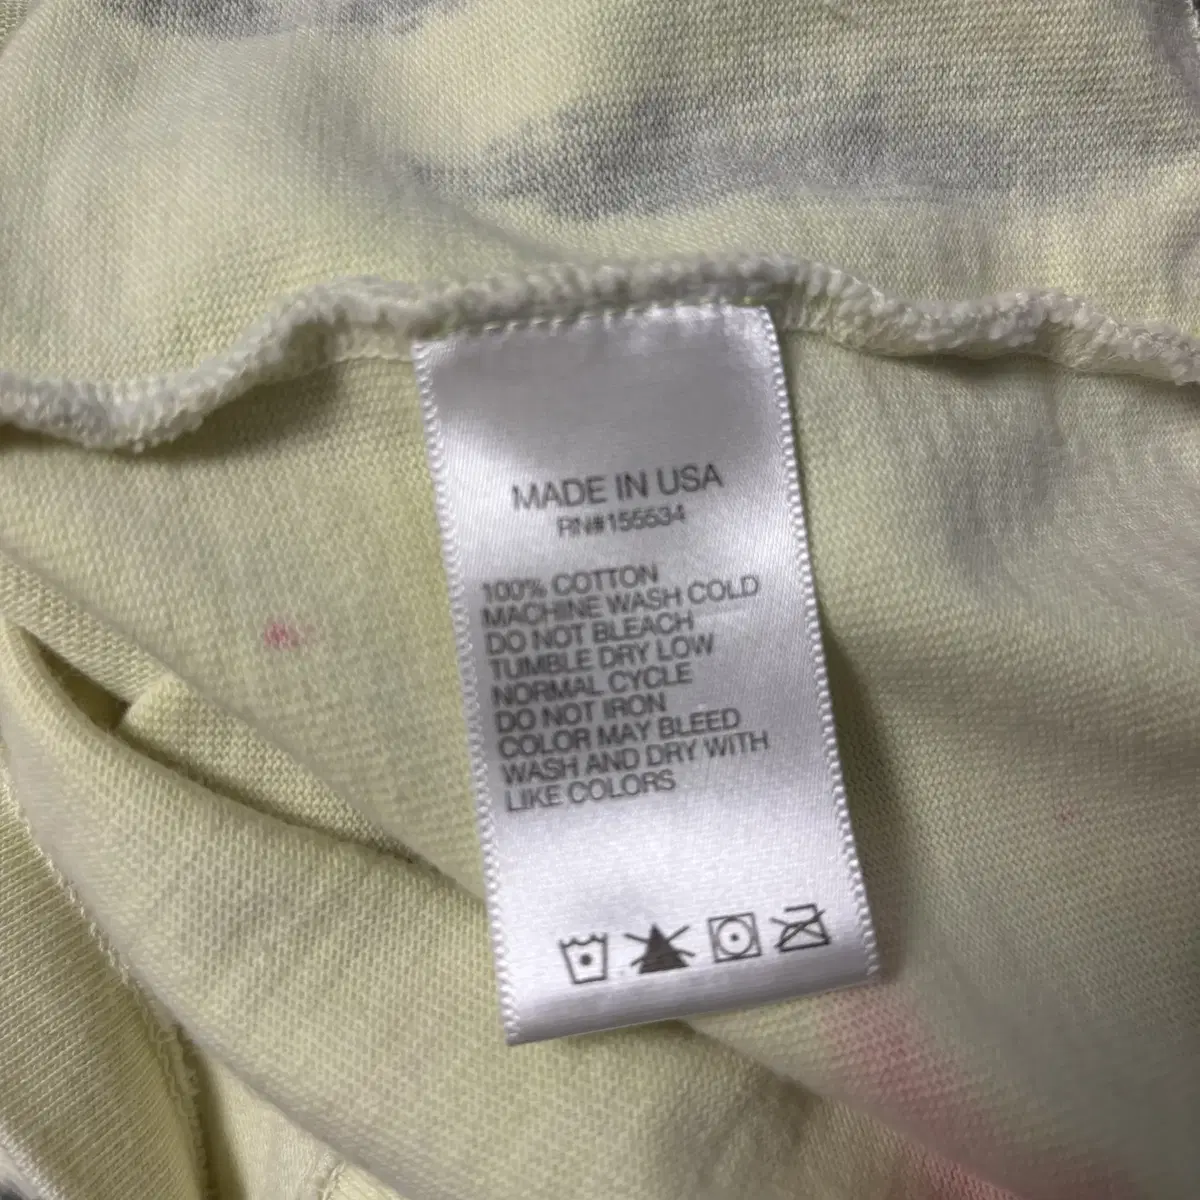 MADE IN USA
RN#155534
100% COTTON
MACHINE WASH COLD
DO NOT BLEACH
TUMBLE DRY LOW
NORMAL CYCLE
DO NOT IRON
COLOR MAY BLEED
WASH AND DRY WITH
LIKE COLORS